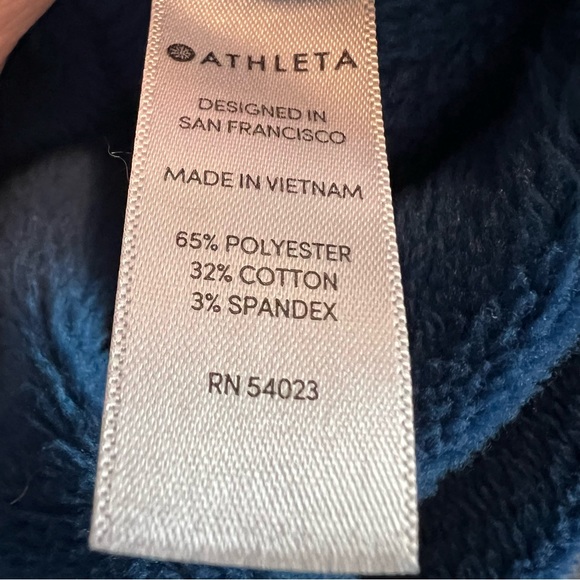 ATHLETA
DESIGNED IN
SAN FRANCISCO
MADE IN VIETNAM
65% POLYESTER
32% COTTON
3% SPANDEX
RN 54023